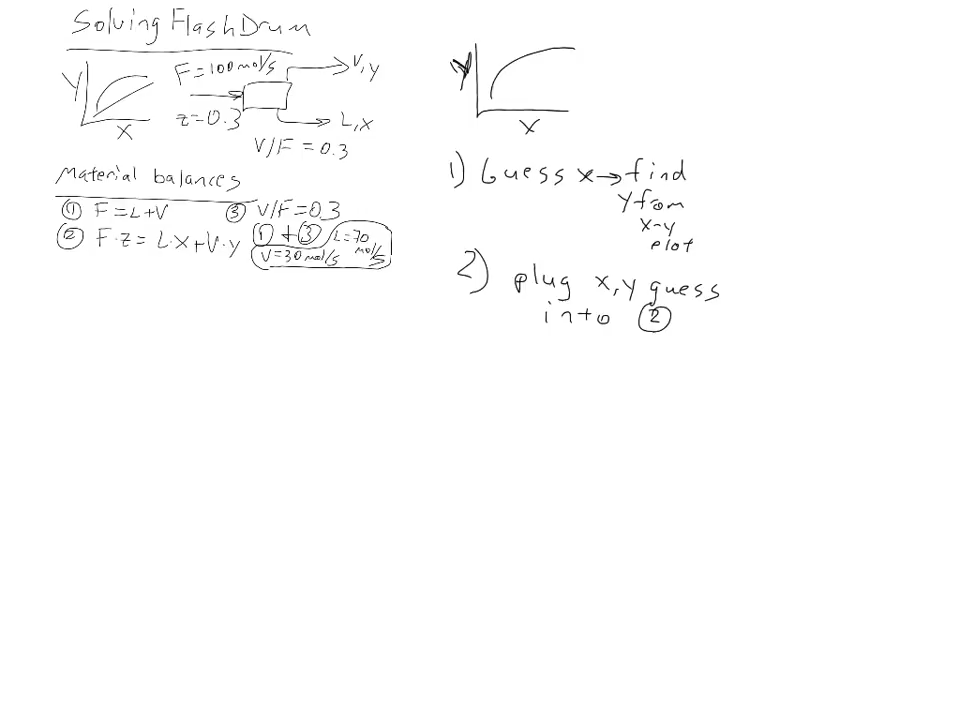 Solving Flash Drum
Y
X
F=100 mol/s
z=0.3
V,y
L,x
V/F = 0.3
Material balances
① F=L+V
③ V/F=0.3
② F·z= L·x+V·y
① + ③ L=70 mol/s
V=30 mol/s
y
X
1) Guess x→find
y from
x-y
plot
2) plug x,y guess
into ②